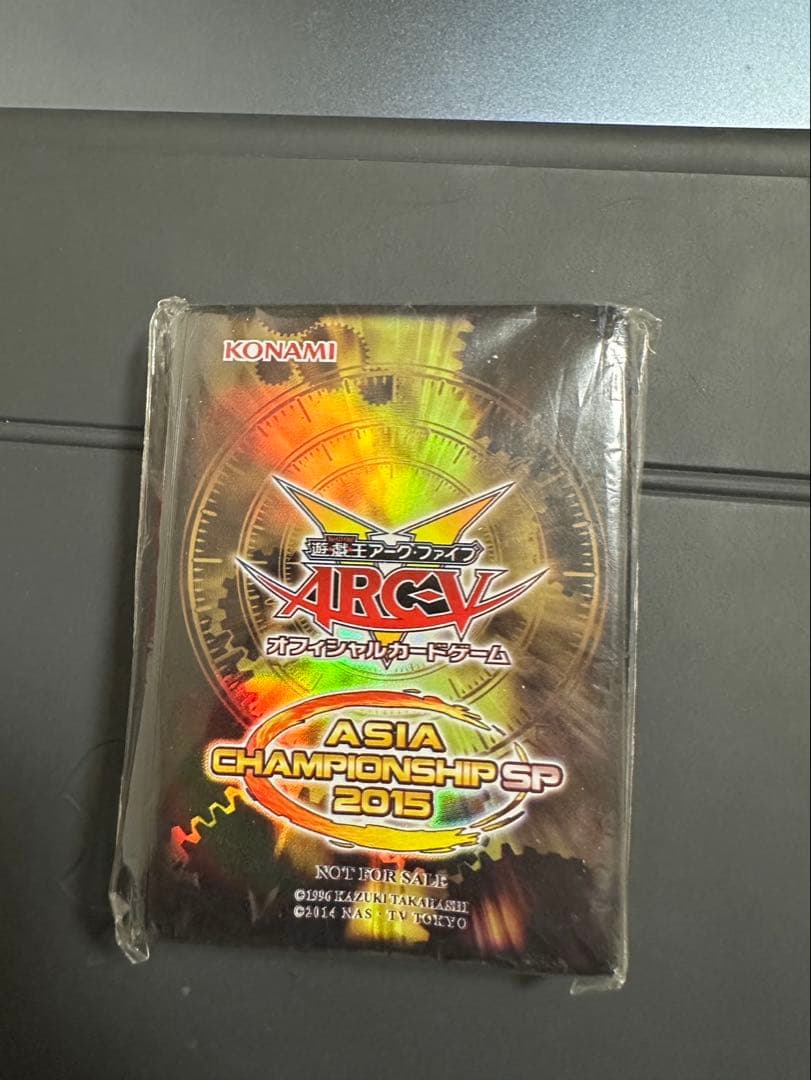 KONAMI
遊戯王アーク・ファイブ
ARC-V
オフィシャルカードゲーム
ASIA
CHAMPIONSHIP SP
2015
NOT FOR SALE
©1996 KAZUKI TAKAHASHI
©2014 NAS・TV TOKYO